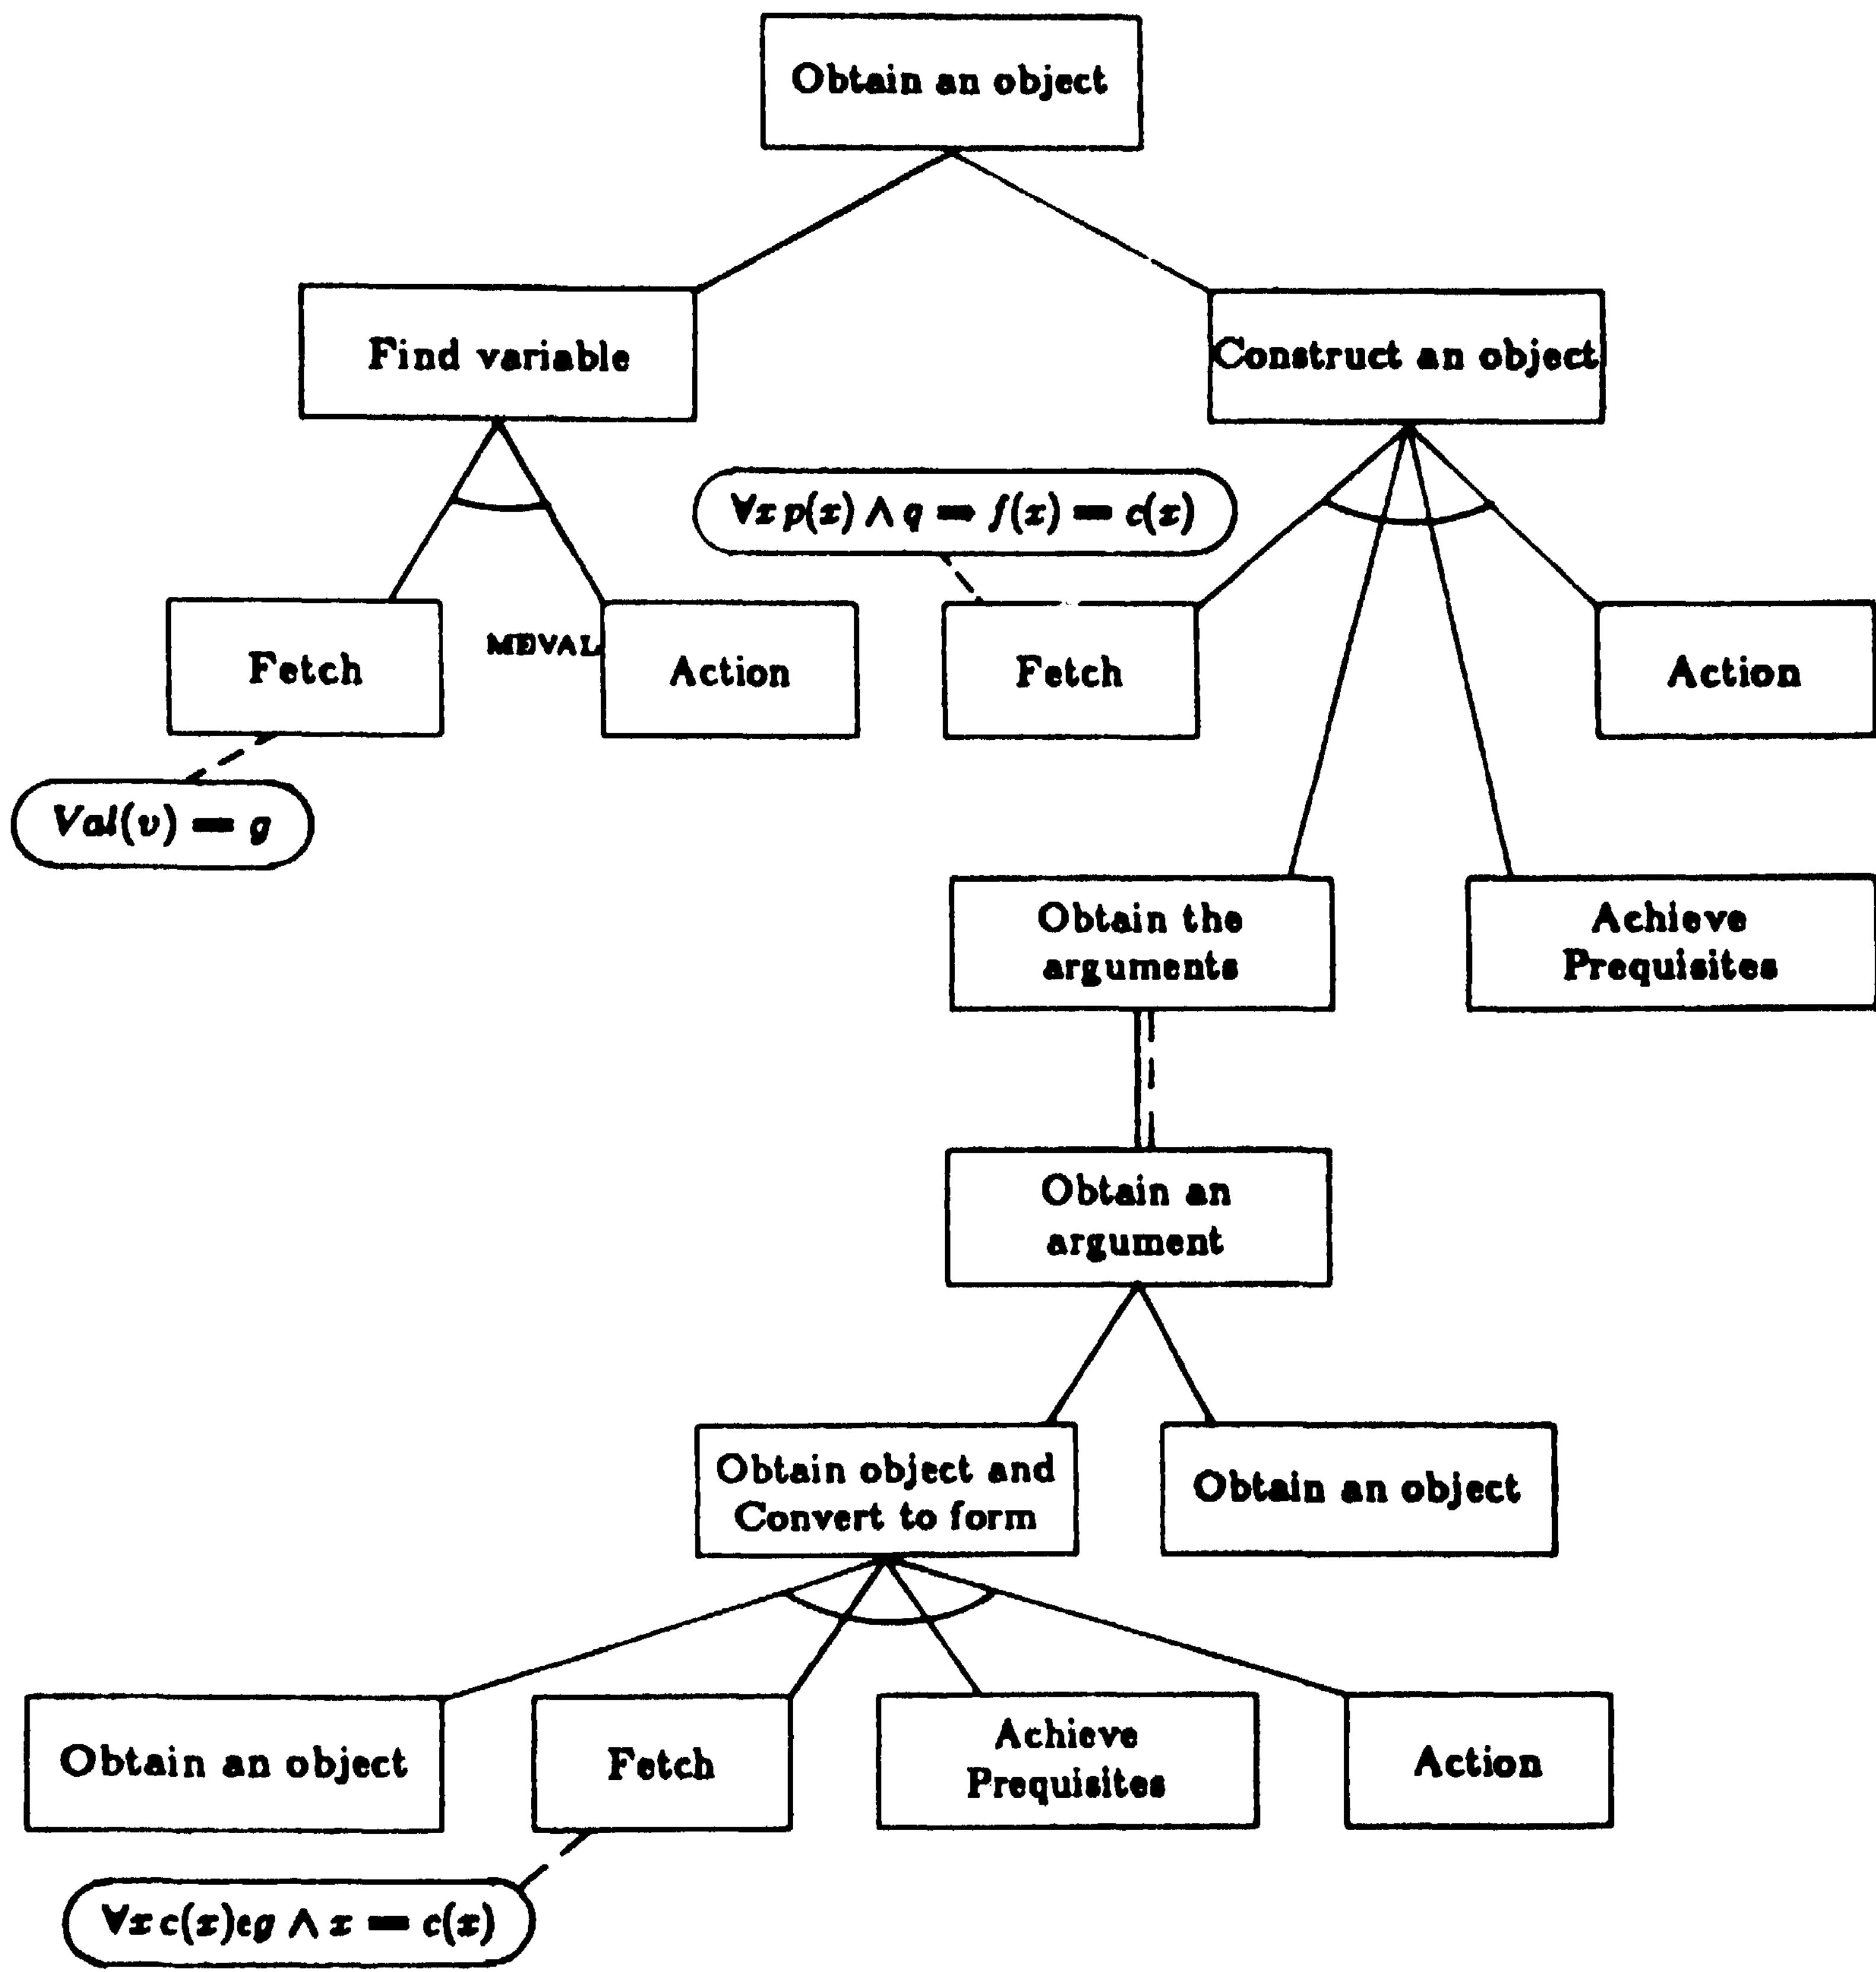 Obtain an object
Find variable
Construct an object
∀x p(x) ∧ q ⇒ f(x) = c(x)
Fetch
MEVAL
Action
Fetch
Action
Val(v) = g
Obtain the
arguments
Achieve
Prequisites
Obtain an
argument
Obtain object and
Convert to form
Obtain an object
Obtain an object
Fetch
Achieve
Prequisites
Action
∀x c(x)ϵg ∧ x = c(x)